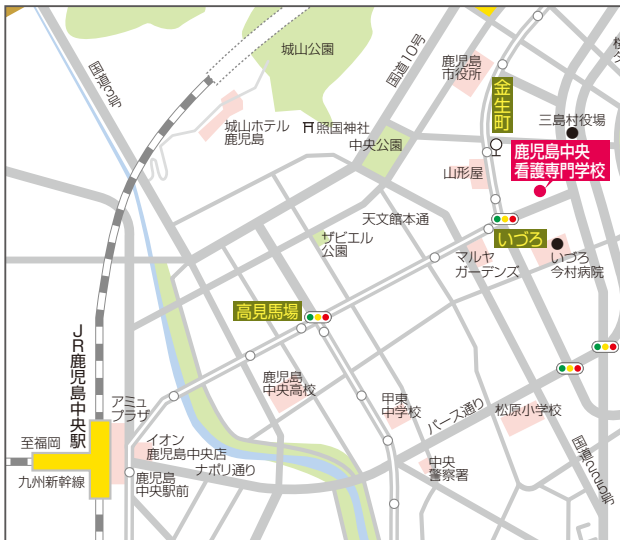 国道3号
城山公園
国道10号
鹿児島
市役所
桜
金生町
三島村役場
城山ホテル
鹿児島
照国神社
中央公園
鹿児島中央
看護専門学校
山形屋
天文館本通
ザビエル
公園
いづろ
マルヤ
ガーデンズ
いづろ
今村病院
高見馬場
JR鹿児島中央駅
アミュ
プラザ
鹿児島
中央高校
甲東
中学校
パース通り
松原小学校
至福岡
イオン
鹿児島中央店
ナポリ通り
九州新幹線
鹿児島
中央駅前
中央
警察署
国道225号